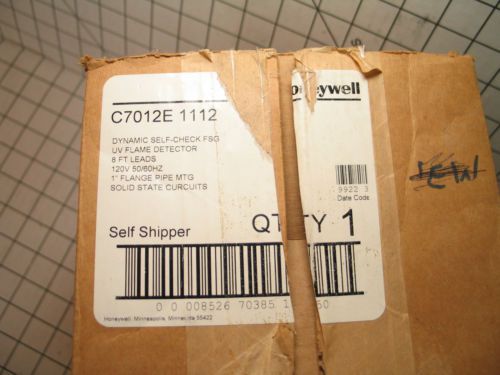 oneywell
C7012E 1112
DYNAMIC SELF-CHECK FSG
UV FLAME DETECTOR
8 FT LEADS
120V 50/60HZ
1" FLANGE PIPE MTG
SOLID STATE CURCUITS
9922 3
Date Code
Self Shipper
QTY 1
0 0 008526 70385 1 60
Honeywell, Minneapolis, Minnesota 55422